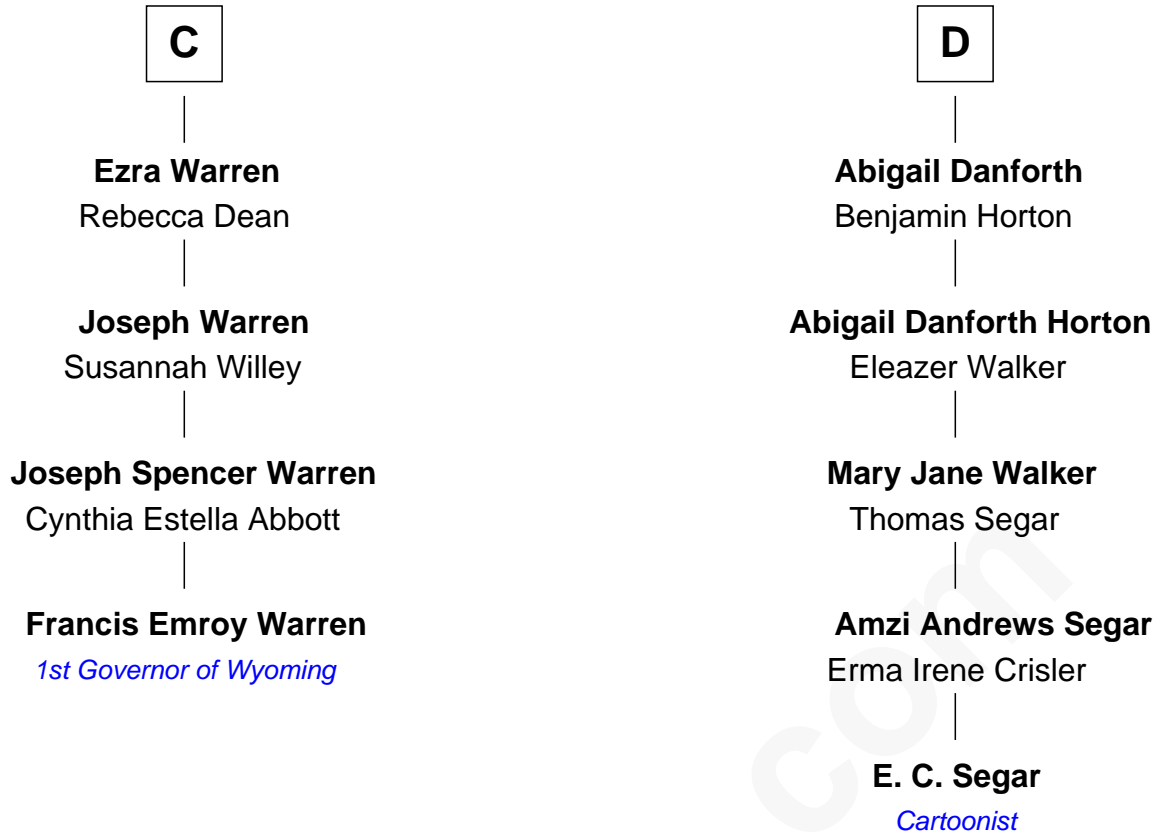 C
Ezra Warren
Rebecca Dean
Joseph Warren
Susannah Willey
Joseph Spencer Warren
Cynthia Estella Abbott
Francis Emroy Warren
1st Governor of Wyoming
D
Abigail Danforth
Benjamin Horton
Abigail Danforth Horton
Eleazer Walker
Mary Jane Walker
Thomas Segar
Amzi Andrews Segar
Erma Irene Crisler
E. C. Segar
Cartoonist
com